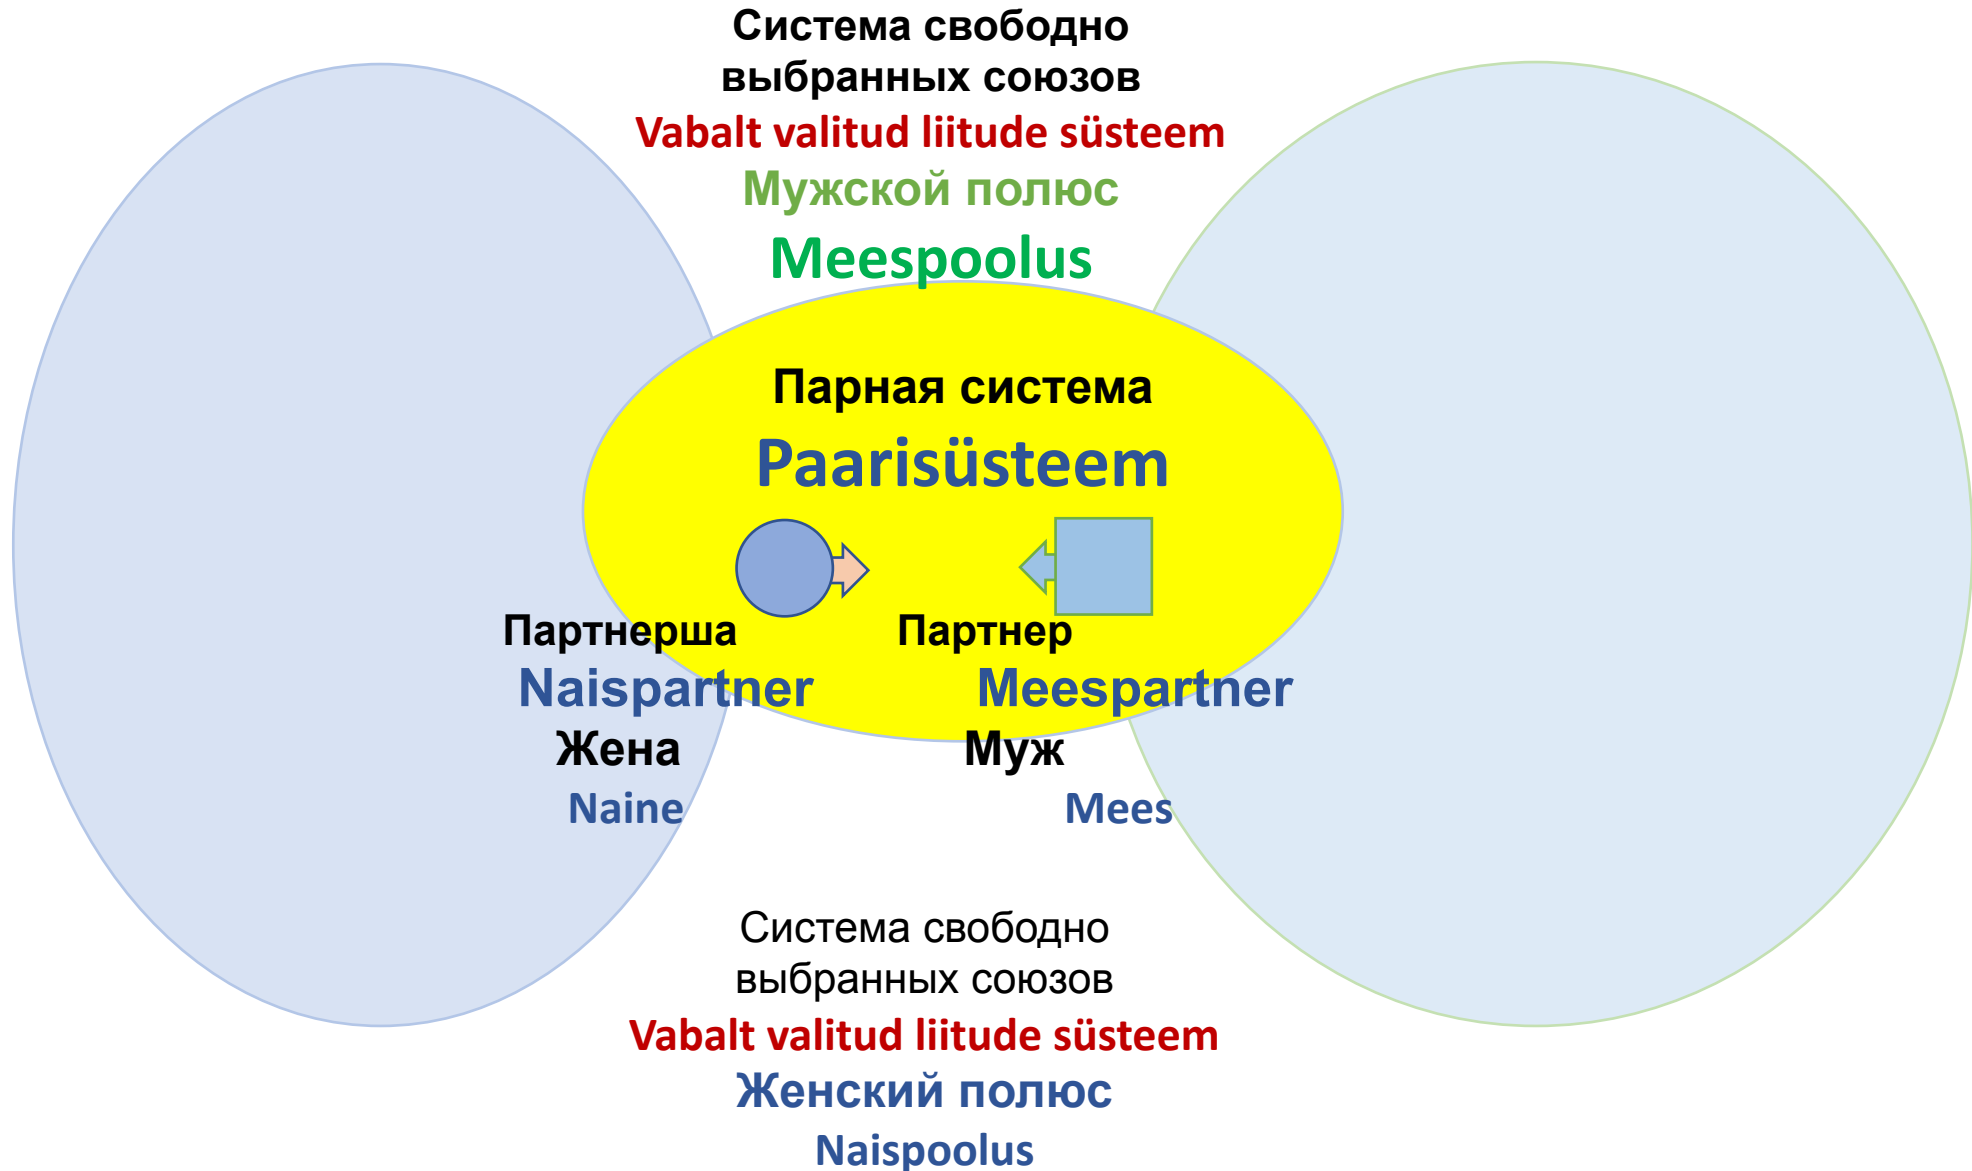 Система свободно
выбранных союзов
Vabalt valitud liitude süsteem
Мужской полюс
Meespoolus
Парная система
Paarisüsteem
Партнерша Партнер
Naispartner Meespartner
Жена Муж
Naine Mees
Система свободно
выбранных союзов
Vabalt valitud liitude süsteem
Женский полюс
Naispoolus